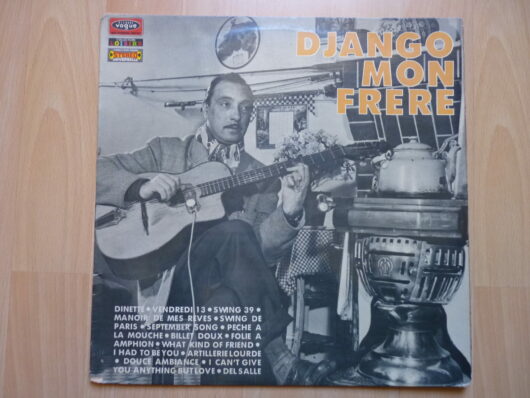 vogue
STEREO
DJANGO
MON
FRERE
DINETTE • VENDREDI 13 • SWING 39 •
MANOIR DE MES REVES • SWING DE
PARIS • SEPTEMBER SONG • PECHE A
LA MOUCHE • BILLET DOUX • FOLIE A
AMPHION • WHAT KIND OF FRIEND •
I HAD TO BE YOU • ARTILLERIE LOURDE
• DOUCE AMBIANCE • I CAN'T GIVE
YOU ANYTHING BUT LOVE • DEL SALLE